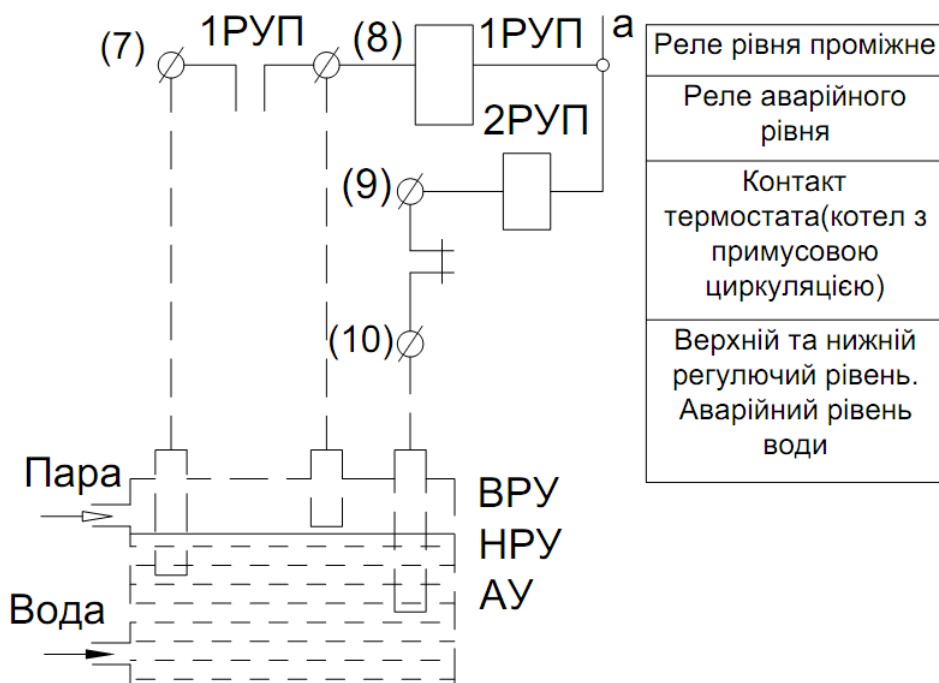 (7)
1РУП
(8)
1РУП
а
2РУП
(9)
(10)
Пара
ВРУ
НРУ
АУ
Вода
Реле рівня проміжне
Реле аварійного
рівня
Контакт
термостата(котел з
примусовою
циркуляцією)
Верхній та нижній
регулючий рівень.
Аварійний рівень
води